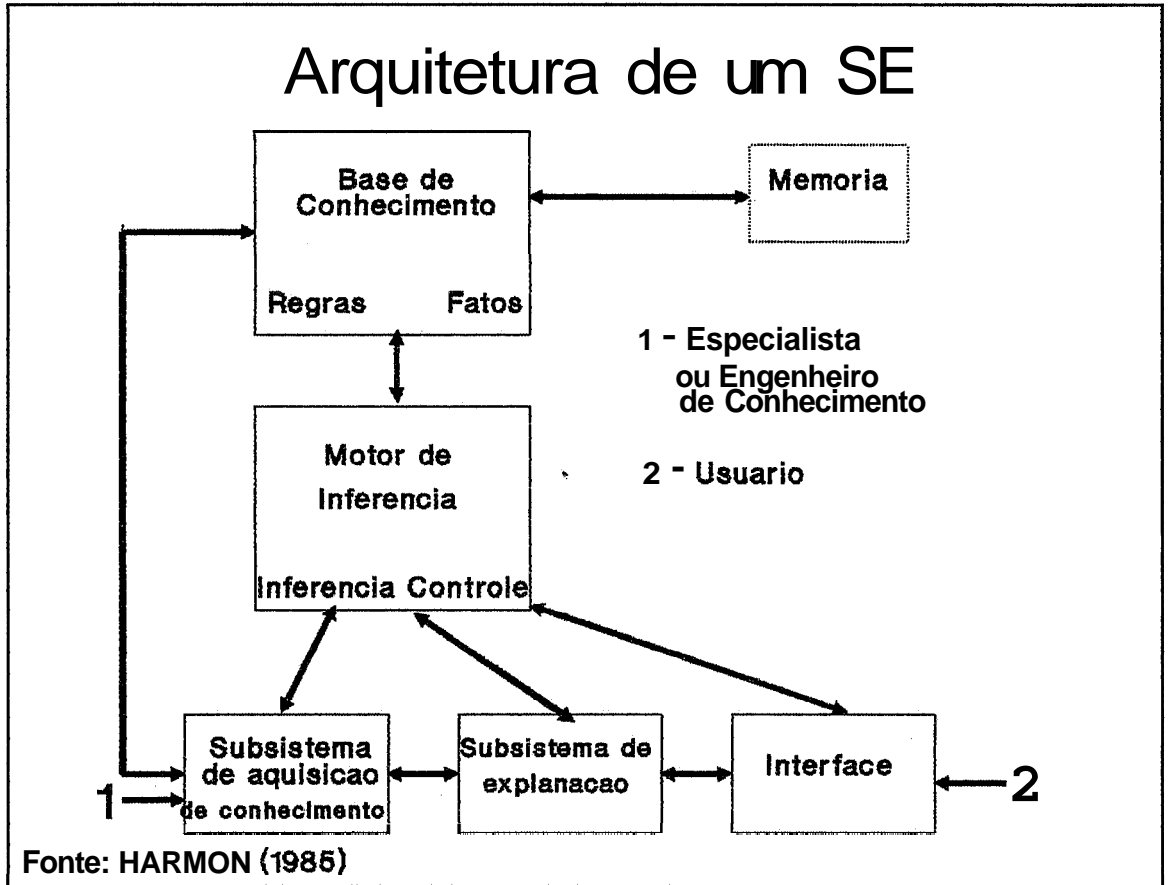 Arquitetura de um SE
Base de
Conhecimento
Regras Fatos
Memoria
1 - Especialista
ou Engenheiro
de Conhecimento
2 - Usuario
Motor de
Inferencia
Inferencia Controle
Subsistema
de aquisicao
de conhecimento
Subsistema de
explanacao
Interface
1
2
Fonte: HARMON (1985)